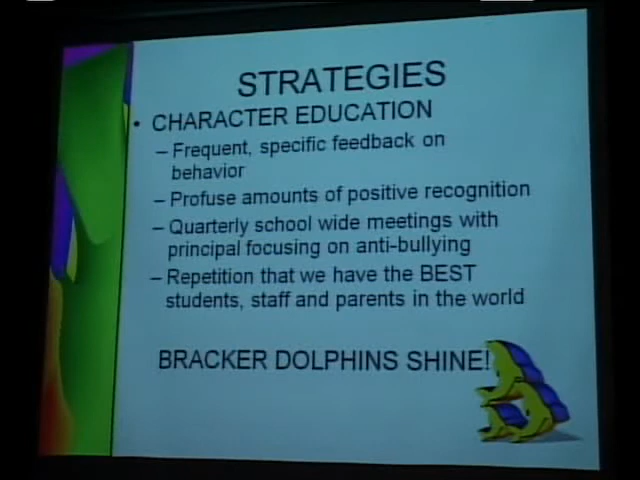 STRATEGIES
• CHARACTER EDUCATION
– Frequent, specific feedback on
behavior
– Profuse amounts of positive recognition
– Quarterly school wide meetings with
principal focusing on anti-bullying
– Repetition that we have the BEST
students, staff and parents in the world
BRACKER DOLPHINS SHINE!